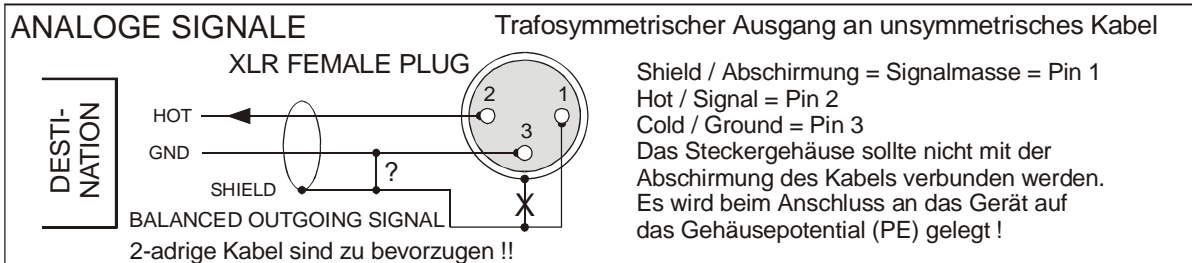 ANALOGE SIGNALE
Trafosymmetrischer Ausgang an unsymmetrisches Kabel
XLR FEMALE PLUG
DESTI-
NATION
HOT
GND
SHIELD
?
2
1
3
X
BALANCED OUTGOING SIGNAL
2-adrige Kabel sind zu bevorzugen !!
Shield / Abschirmung = Signalmasse = Pin 1
Hot / Signal = Pin 2
Cold / Ground = Pin 3
Das Steckergehäuse sollte nicht mit der
Abschirmung des Kabels verbunden werden.
Es wird beim Anschluss an das Gerät auf
das Gehäusepotential (PE) gelegt !